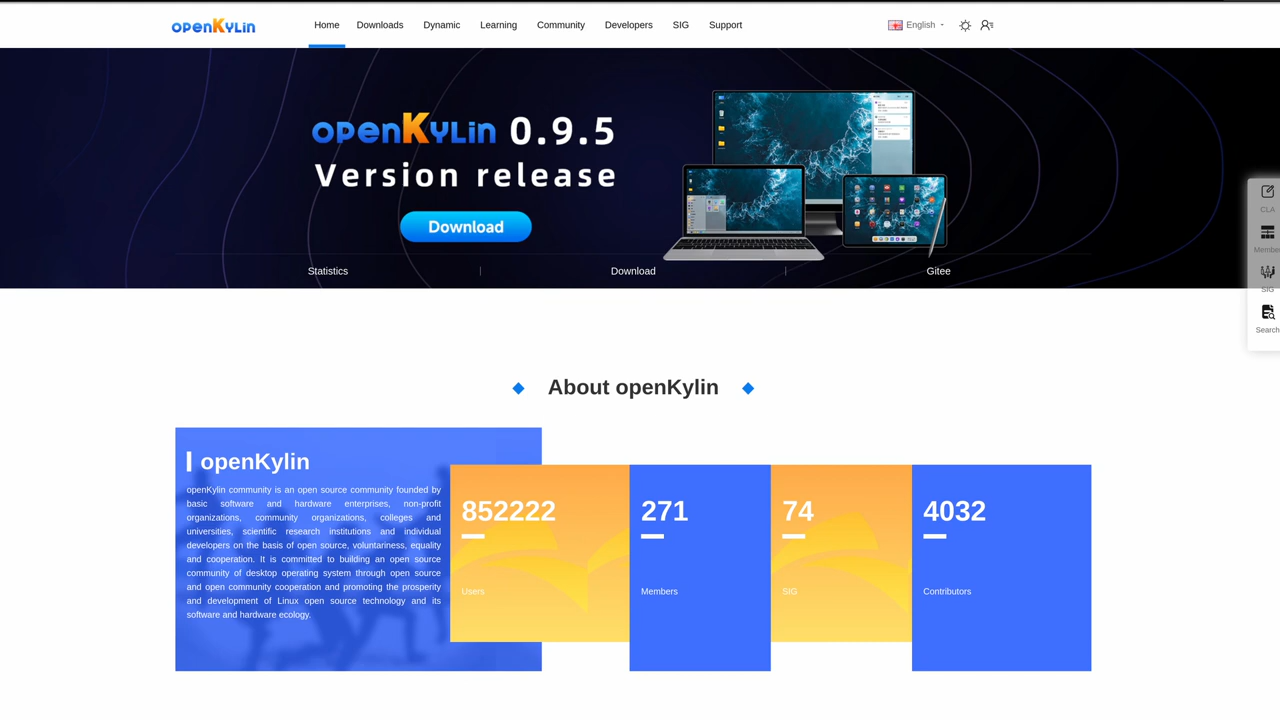 openKylin
Home Downloads Dynamic Learning Community Developers SIG Support
English
openKylin 0.9.5
Version release
Download
Statistics Download Gitee
CLA
Membe
SIG
Search
About openKylin
openKylin
openKylin community is an open source community founded by
basic software and hardware enterprises, non-profit
organizations, community organizations, colleges and
universities, scientific research institutions and individual
developers on the basis of open source, voluntariness, equality
and cooperation. It is committed to building an open source
community of desktop operating system through open source
and open community cooperation and promoting the prosperity
and development of Linux open source technology and its
software and hardware ecology.
852222
Users
271
Members
74
SIG
4032
Contributors